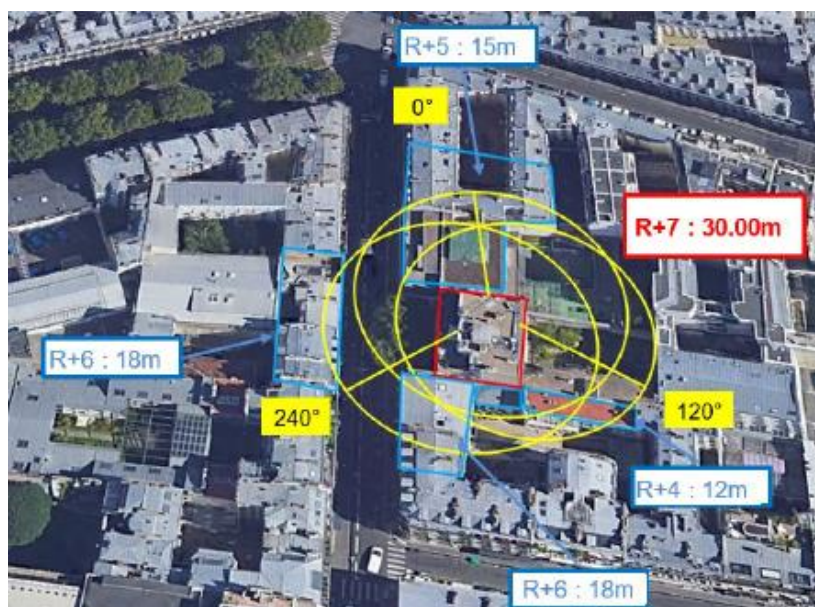 R+5 : 15m
0°
R+7 : 30.00m
R+6 : 18m
240°
120°
R+4 : 12m
R+6 : 18m